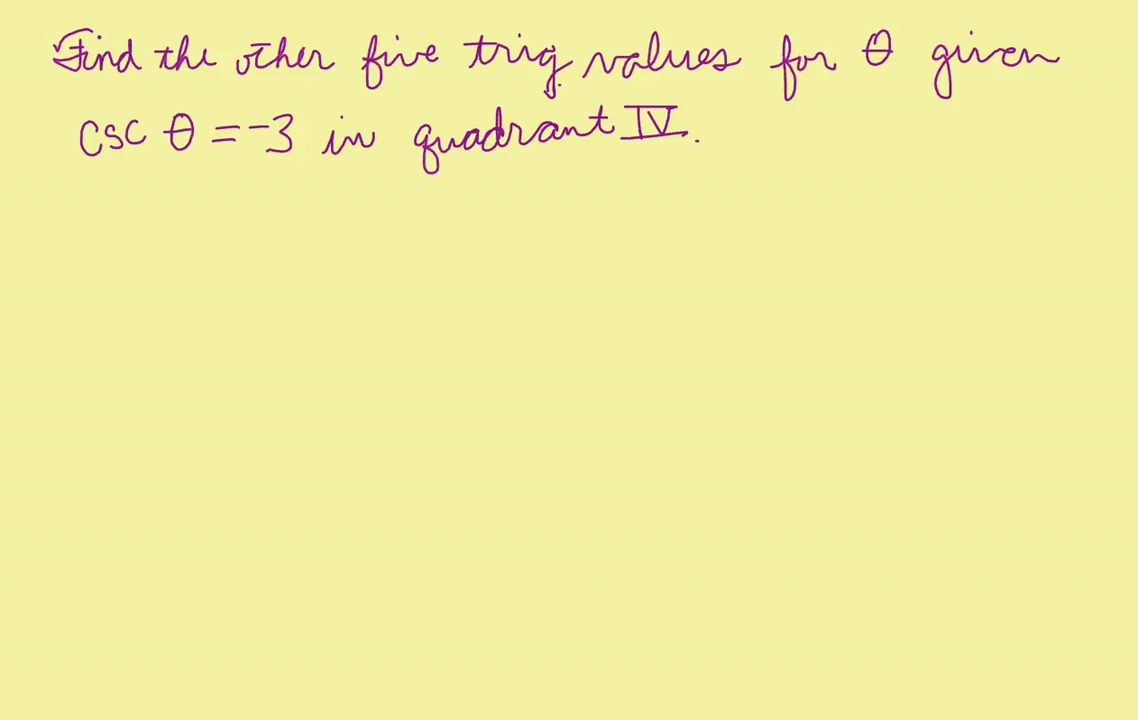 Find the other five trig values for θ given
csc θ = -3 in quadrant IV.